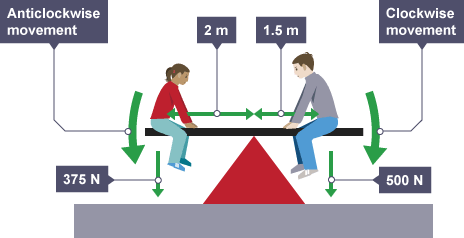 Anticlockwise
movement
2 m
1.5 m
Clockwise
movement
375 N
500 N